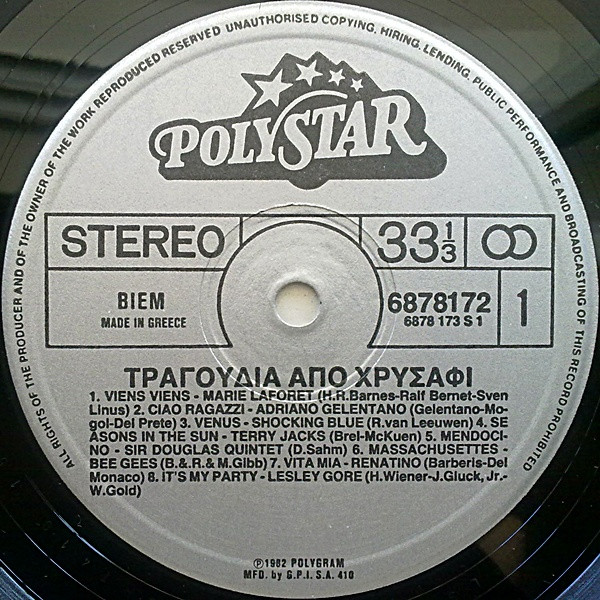 ALL RIGHTS OF THE PRODUCER AND OF THE OWNER OF THE WORK REPRODUCED RESERVED UNAUTHORISED COPYING. HIRING. LENDING. PUBLIC PERFORMANCE AND BROADCASTING OF THIS RECORD PROHIBITED
POLYSTAR
STEREO
33 1/3
BIEM
MADE IN GREECE
6878172
6878 173 S 1
1
ΤΡΑΓΟΥΔΙΑ ΑΠΟ ΧΡΥΣΑΦΙ
1. VIENS VIENS - MARIE LAFORET (H.R.Barnes-Ralf Bernet-Sven
Linus) 2. CIAO RAGAZZI - ADRIANO GELENTANO (Gelentano-Mo-
gol-Del Prete) 3. VENUS - SHOCKING BLUE (R.van Leeuwen) 4. SE
ASONS IN THE SUN - TERRY JACKS (Brel-McKuen) 5. MENDOCI-
NO - SIR DOUGLAS QUINTET (D.Sahm) 6. MASSACHUSETTES -
BEE GEES (B.&.R.& M.Gibb) 7. VITA MIA - RENATINO (Barberis-Del
Monaco) 8. IT'S MY PARTY - LESLEY GORE (H.Wiener-J.Gluck, Jr.-
W.Gold)
Ⓟ1982 POLYGRAM
MFD. by G.P.I. S.A. 410